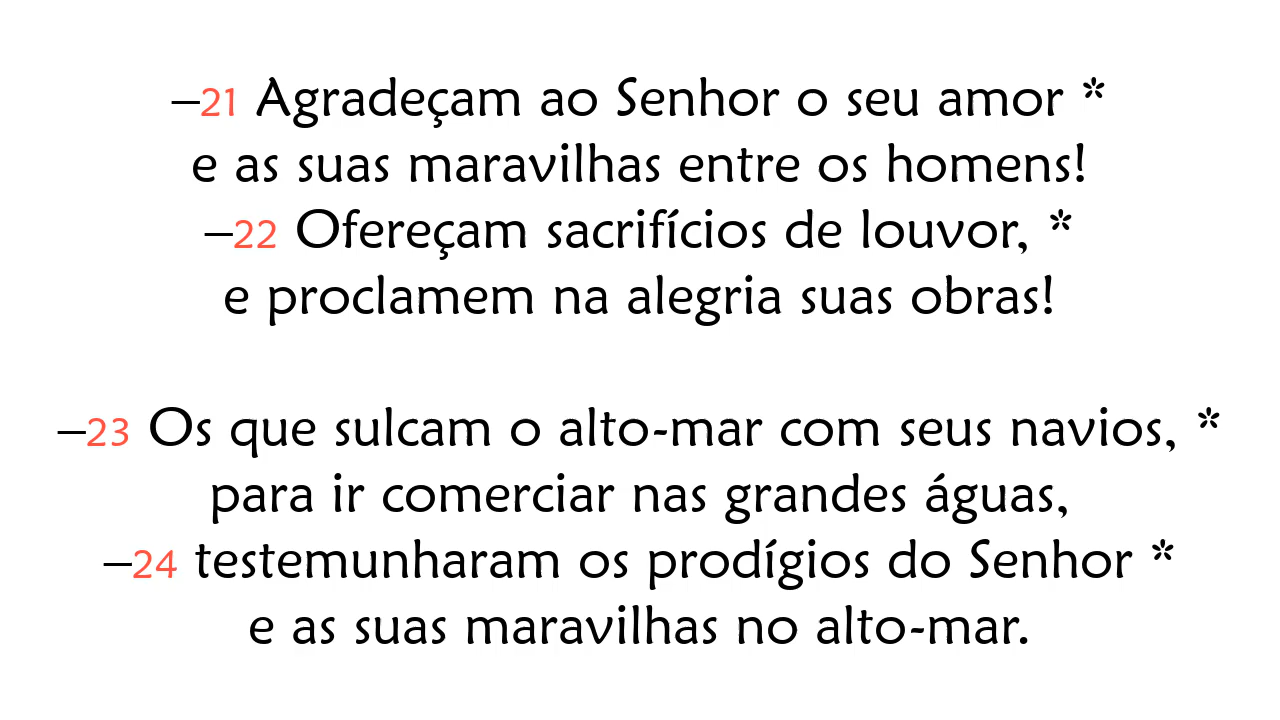 –21 Agradeçam ao Senhor o seu amor *
e as suas maravilhas entre os homens!
–22 Ofereçam sacrifícios de louvor, *
e proclamem na alegria suas obras!
–23 Os que sulcam o alto-mar com seus navios, *
para ir comerciar nas grandes águas,
–24 testemunharam os prodígios do Senhor *
e as suas maravilhas no alto-mar.